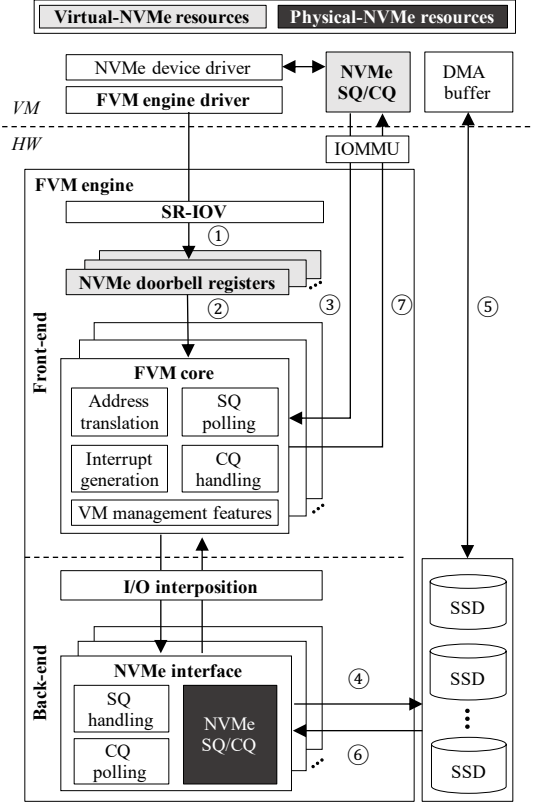 Virtual-NVMe resources
Physical-NVMe resources
NVMe device driver
FVM engine driver
NVMe
SQ/CQ
DMA
buffer
VM
HW
IOMMU
FVM engine
SR-IOV
①
NVMe doorbell registers
②
③
⑦
⑤
Front-end
FVM core
Address
translation
SQ
polling
Interrupt
generation
CQ
handling
VM management features
I/O interposition
Back-end
NVMe interface
SQ
handling
CQ
polling
NVMe
SQ/CQ
④
⑥
SSD
SSD
SSD